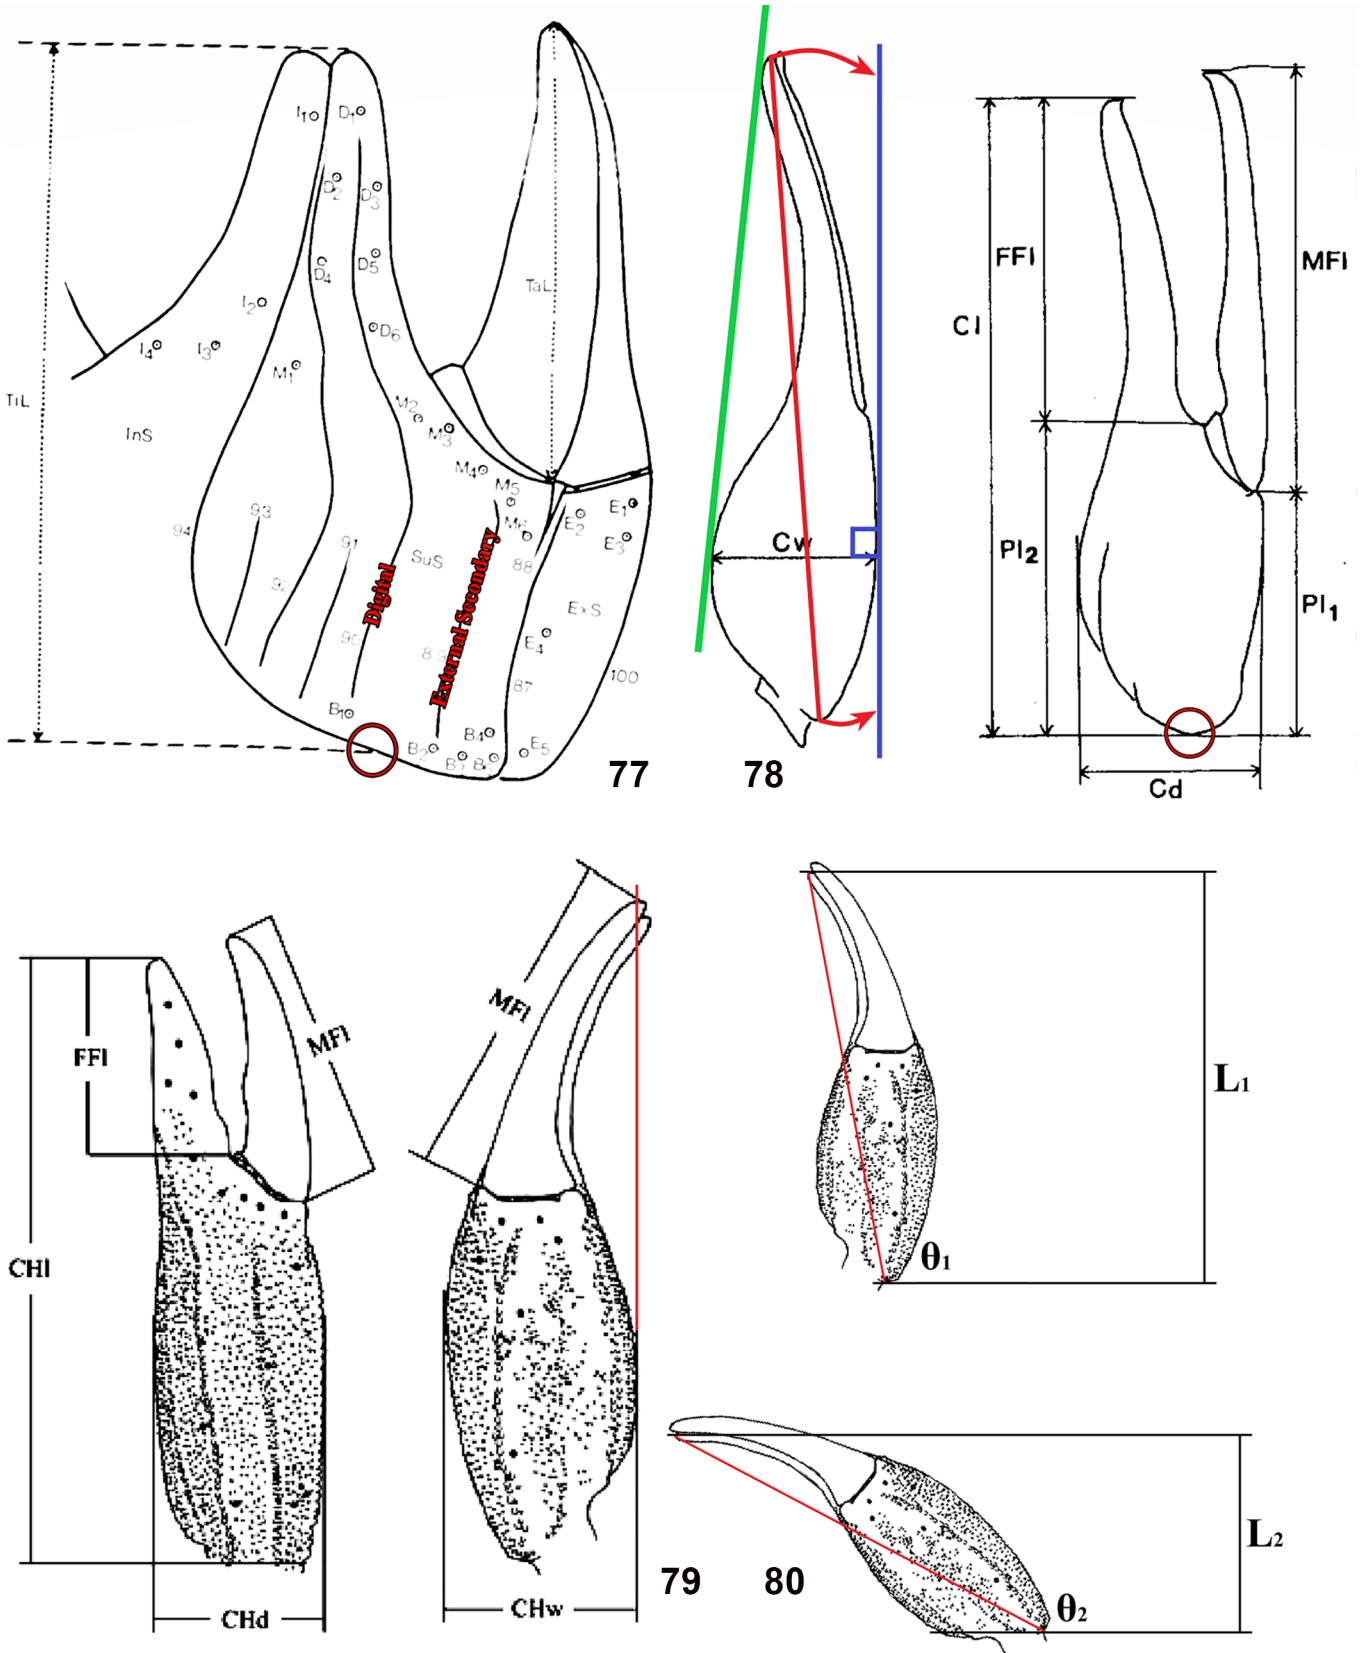 I1
D1
D2
D3
D4
D5
I2
D6
I4
I3
M1
TiL
TaL
InS
M2
M3
M4
M5
M6
E1
E2
E3
94
93
91
SuS
88
92
Digital
External Secondary
ExS
90
E4
87
100
B1
B2
B4
E5
77
78
Cw
Cl
FFl
MFl
Pl2
Pl1
Cd
FFl
MFl
CHl
CHd
MFl
CHw
79
80
L1
θ1
L2
θ2